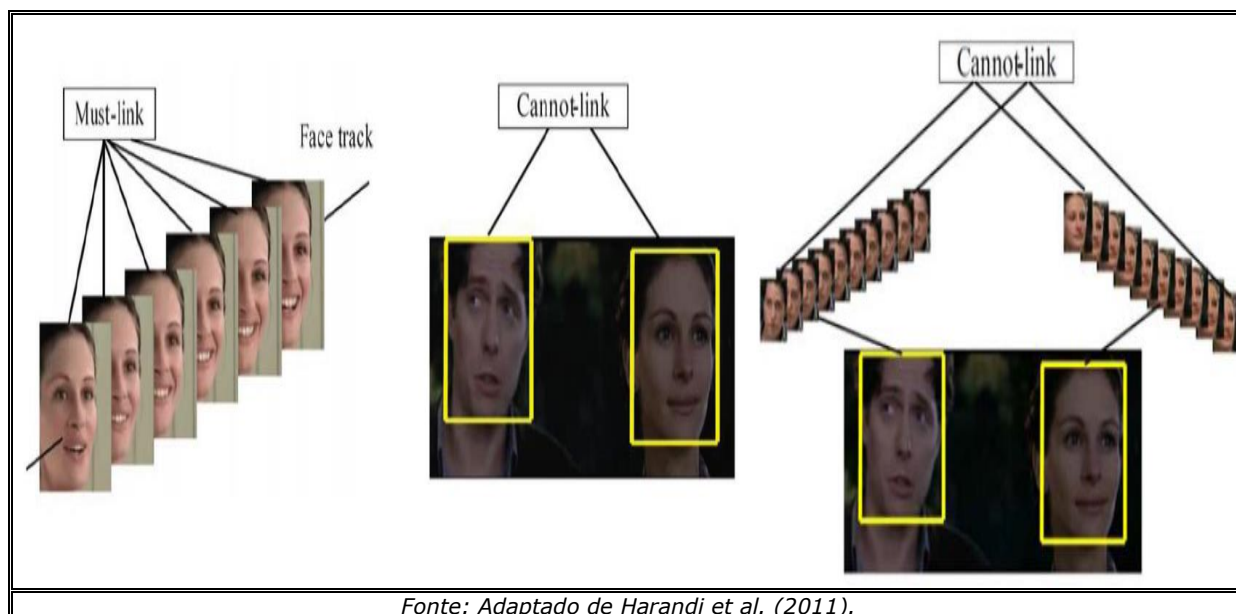 Must-link
Face track
Cannot-link
Cannot-link
Fonte: Adaptado de Harandi et al. (2011).